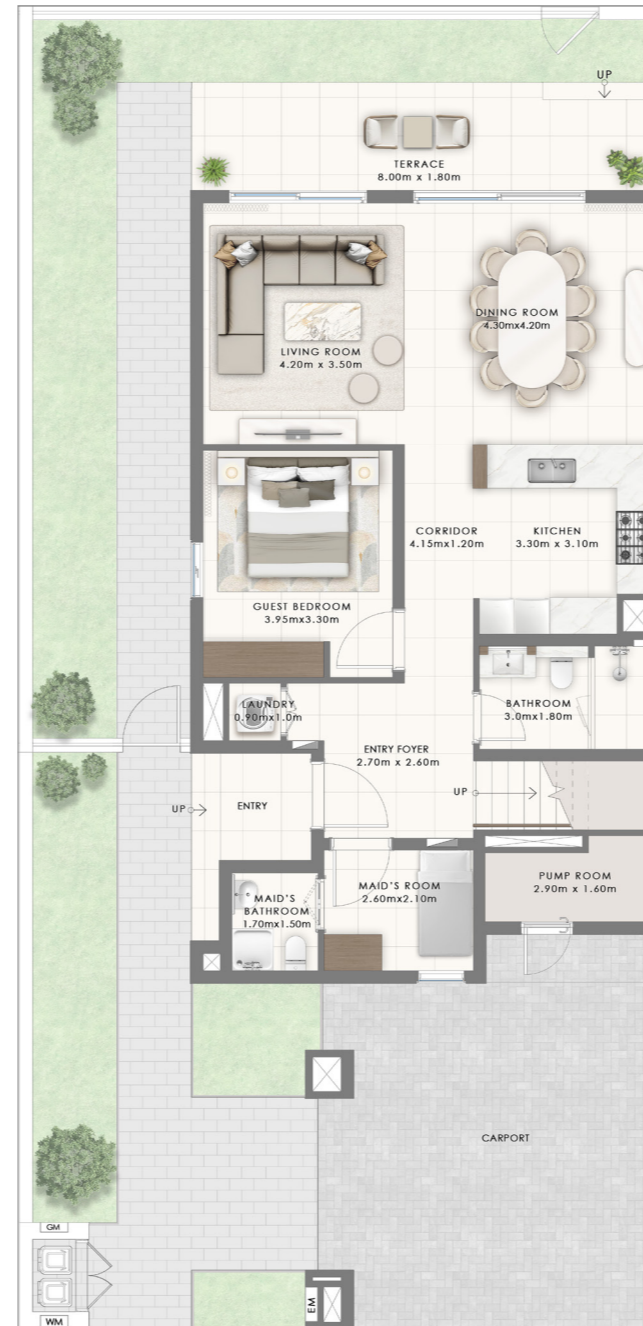 UP
TERRACE
8.00m x 1.80m
DINING ROOM
4.30mx4.20m
LIVING ROOM
4.20m x 3.50m
CORRIDOR
4.15mx1.20m
KITCHEN
3.30m x 3.10m
GUEST BEDROOM
3.95mx3.30m
LAUNDRY
0.90mx1.0m
BATHROOM
3.0mx1.80m
ENTRY FOYER
2.70m x 2.60m
UP
ENTRY
UP
MAID'S
BATHROOM
1.70mx1.50m
MAID'S ROOM
2.60mx2.10m
PUMP ROOM
2.90m x 1.60m
CARPORT
GM
EM
WM